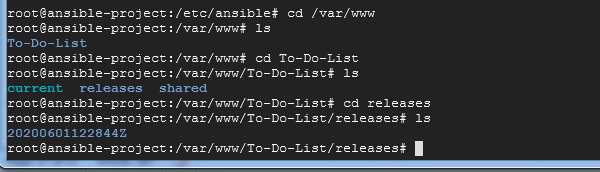 root@ansible-project:/etc/ansible# cd /var/www
root@ansible-project:/var/www# ls
To-Do-List
root@ansible-project:/var/www# cd To-Do-List
root@ansible-project:/var/www/To-Do-List# ls
current  releases  shared
root@ansible-project:/var/www/To-Do-List# cd releases
root@ansible-project:/var/www/To-Do-List/releases# ls
20200601122844Z
root@ansible-project:/var/www/To-Do-List/releases#